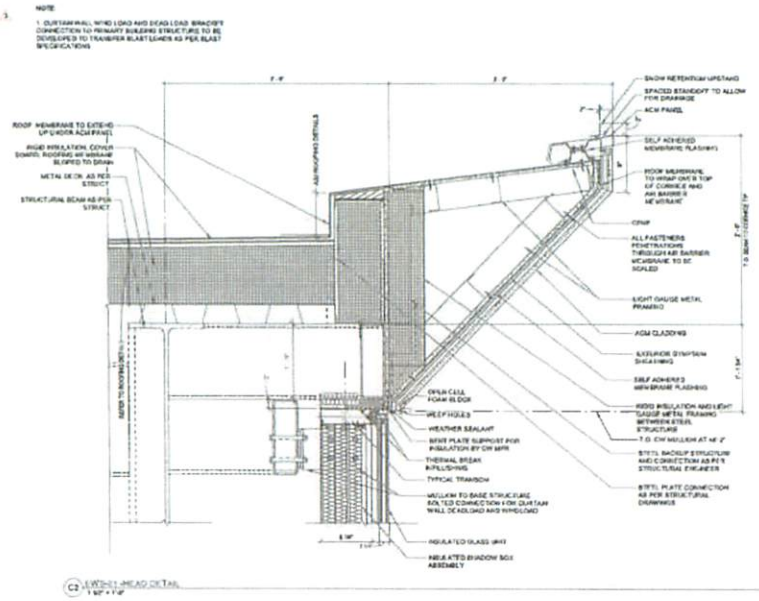 NOTE
1. CURTAIN WALL WIND LOAD AND DEAD LOAD BRACKET
CONNECTION TO PRIMARY BUILDING STRUCTURE TO BE
DEVELOPED TO TRANSFER BLAST LOADS AS PER BLAST
SPECIFICATIONS
ROOF MEMBRANE TO EXTEND
UP UNDER ACM PANEL
RIGID INSULATION, COVER
BOARD, ROOFING MEMBRANE
SLOPED TO DRAIN
METAL DECK AS PER
STRUCT
STRUCTURAL BEAM AS PER
STRUCT
ROOFING DETAILS
REFER TO ROOFING DETAILS
SNOW RETENTION UPSTAND
SPACED STANDOFF TO ALLOW
FOR DRAINAGE
ACM PANEL
SELF ADHERED
MEMBRANE FLASHING
ROOF MEMBRANE
TO WRAP OVER TOP
OF CORNICE AND
AIR BARRIER
MEMBRANE
ALL FASTENERS
PENETRATIONS
THROUGH AIR BARRIER
MEMBRANE TO BE
SEALED
LIGHT GAUGE METAL
FRAMING
ACM CLADDING
EXTERIOR GYPSUM
SHEATHING
SELF ADHERED
MEMBRANE FLASHING
RIGID INSULATION AND LIGHT
GAUGE METAL FRAMING
BETWEEN STEEL
STRUCTURE
T.O. CW MULLION AT
STEEL BACKUP STRUCTURE
AND CONNECTION AS PER
STRUCTURAL ENGINEER
STEEL PLATE CONNECTION
AS PER STRUCTURAL
DRAWINGS
OPEN CELL
FOAM BLOCK
WEEP HOLES
WEATHER SEALANT
BENT PLATE SUPPORT FOR
INSULATION BY CW MFR
THERMAL BREAK
TYPICAL TRANSOM
MULLION TO BASE STRUCTURE
BOLTED CONNECTION FOR CURTAIN
WALL DEADLOAD AND WINDLOAD
INSULATED GLASS UNIT
INSULATED SHADOW BOX
ASSEMBLY
C2
HEAD DETAIL